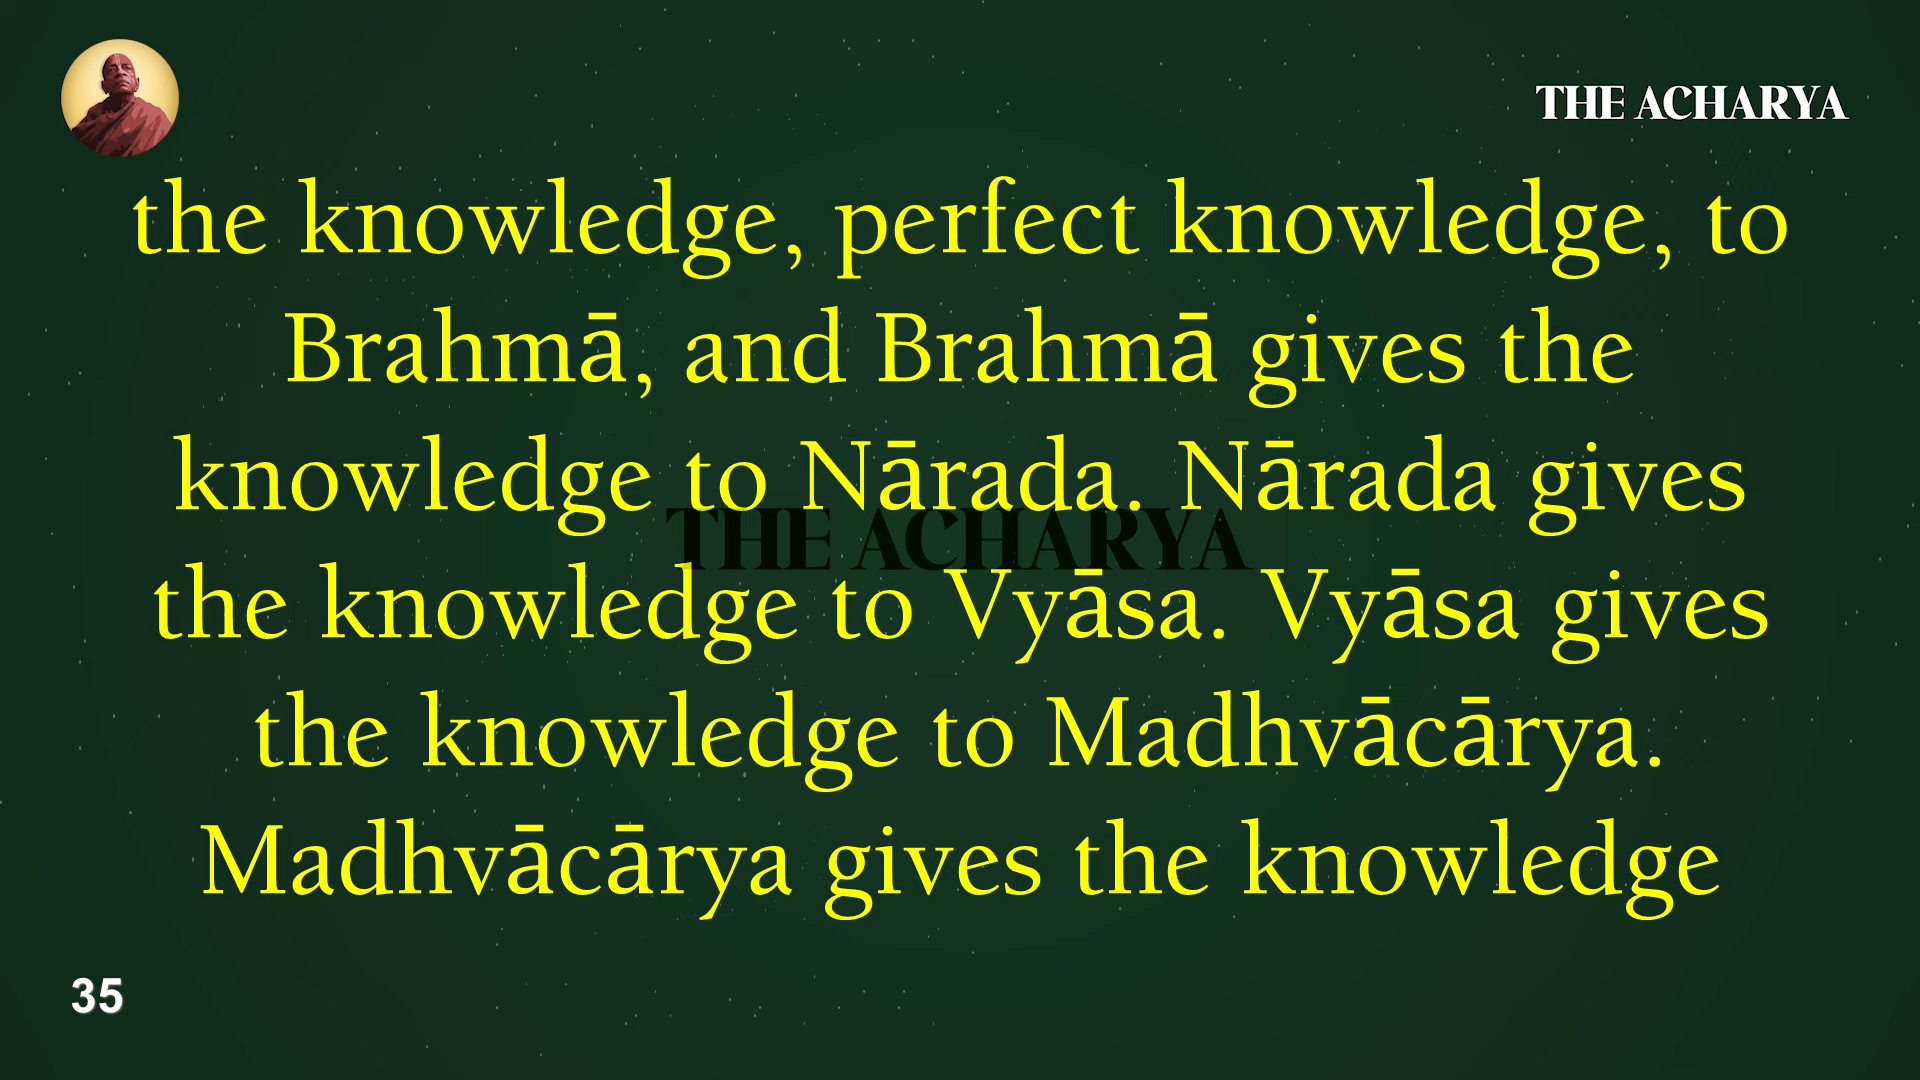 THE ACHARYA
the knowledge, perfect knowledge, to
Brahmā, and Brahmā gives the
knowledge to Nārada. Nārada gives
THE ACHARYA
the knowledge to Vyāsa. Vyāsa gives
the knowledge to Madhvācārya.
Madhvācārya gives the knowledge
35